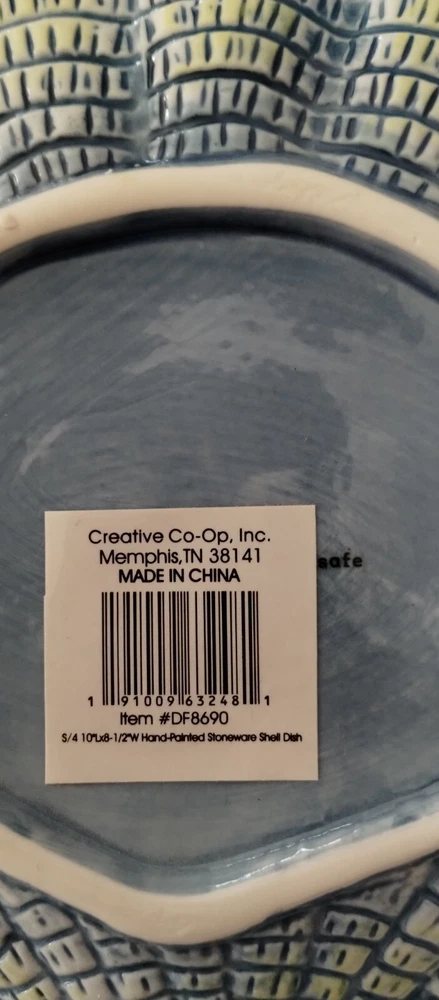 Creative Co-Op, Inc.
Memphis,TN 38141
MADE IN CHINA
safe
1 91009 63248 1
Item #DF8690
S/4 10"Lx8-1/2"W Hand-Painted Stoneware Shell Dish